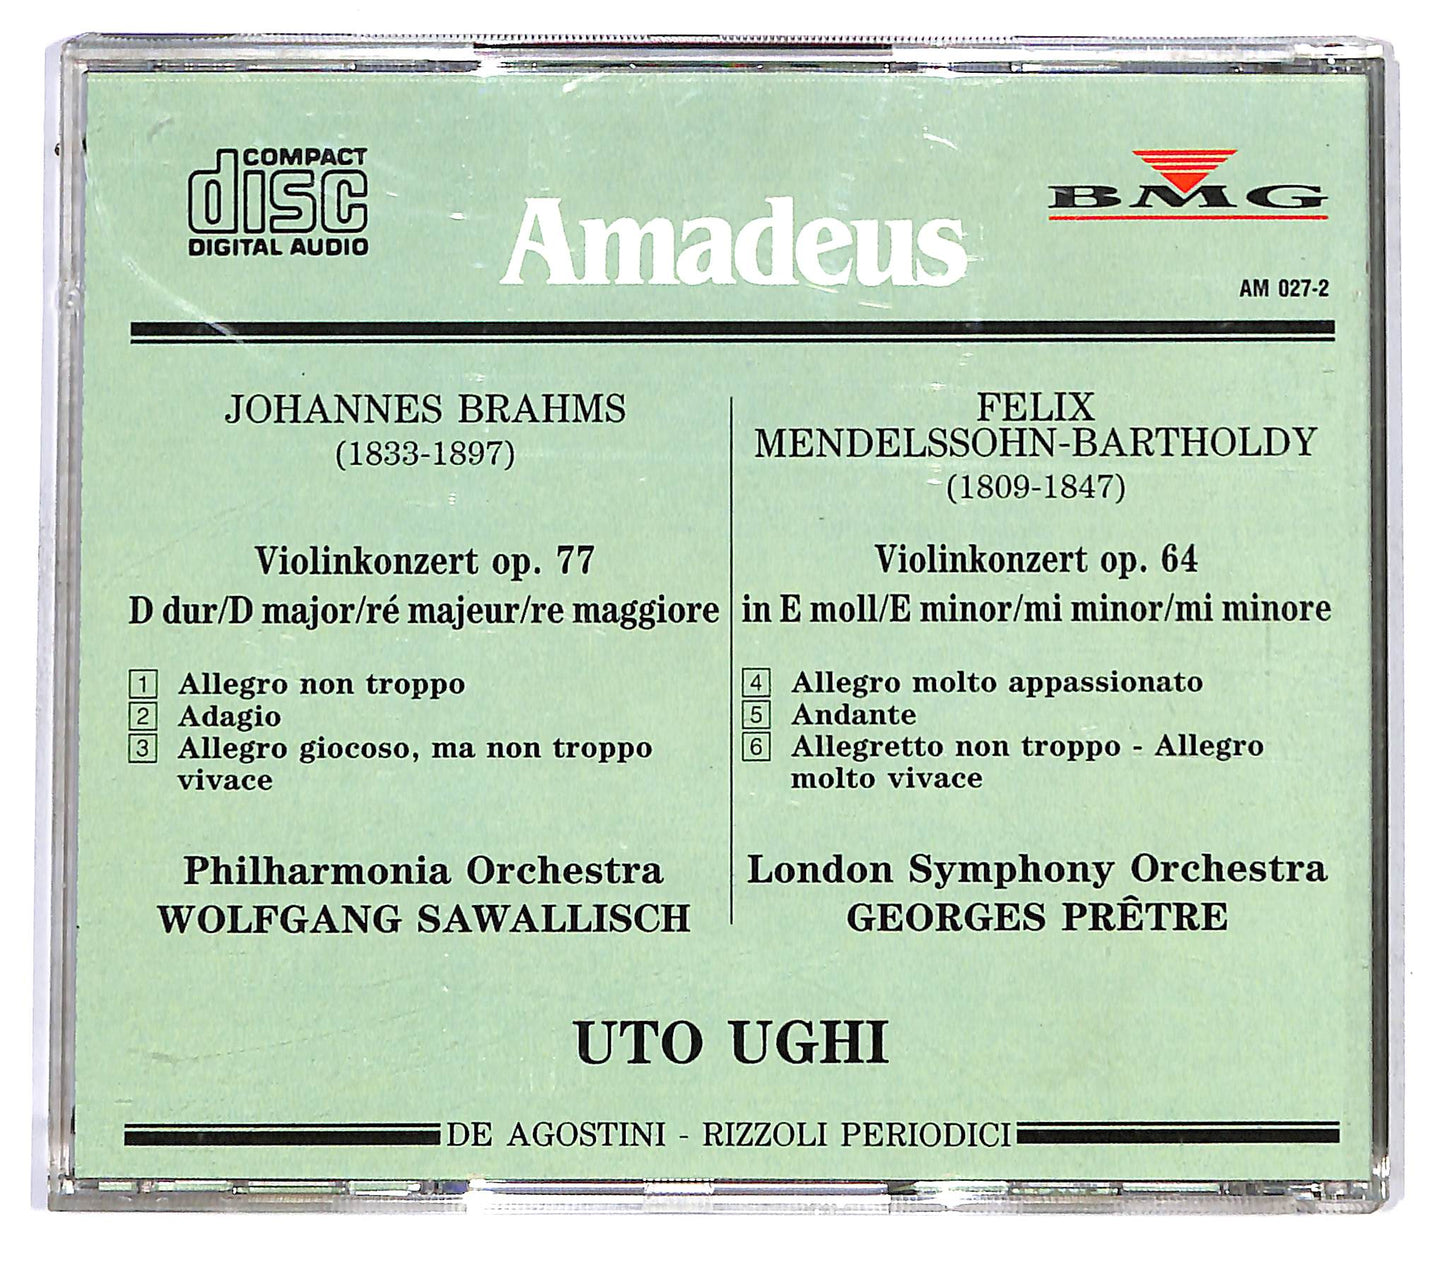 COMPACT
disc
DIGITAL AUDIO
Amadeus
BMG
AM 027-2
JOHANNES BRAHMS
(1833-1897)
Violinkonzert op. 77
D dur/D major/ré majeur/re maggiore
1 Allegro non troppo
2 Adagio
3 Allegro giocoso, ma non troppo
vivace
Philharmonia Orchestra
WOLFGANG SAWALLISCH
FELIX
MENDELSSOHN-BARTHOLDY
(1809-1847)
Violinkonzert op. 64
in E moll/E minor/mi minor/mi minore
4 Allegro molto appassionato
5 Andante
6 Allegretto non troppo - Allegro
molto vivace
London Symphony Orchestra
GEORGES PRÊTRE
UTO UGHI
DE AGOSTINI - RIZZOLI PERIODICI